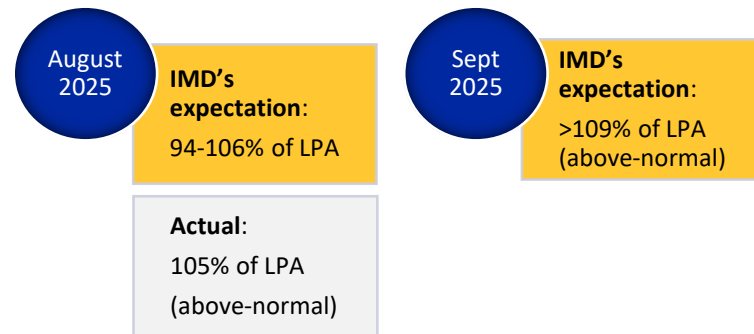 August
2025
IMD's
expectation:
94-106% of LPA
Actual:
105% of LPA
(above-normal)
Sept
2025
IMD's
expectation:
>109% of LPA
(above-normal)